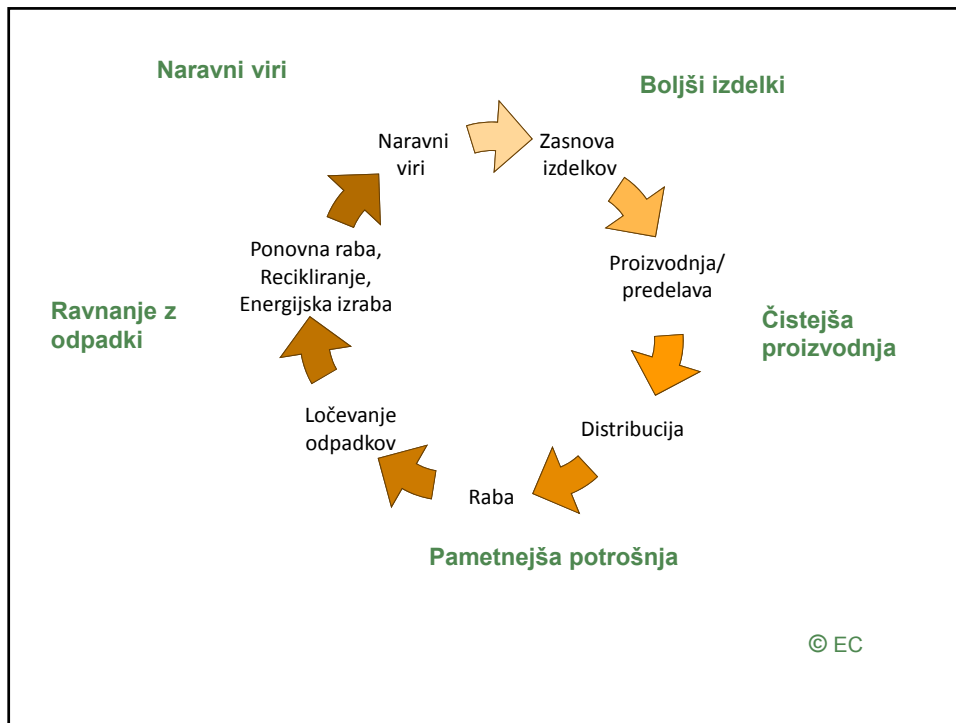 Naravni viri
Boljši izdelki
Naravni
viri
Zasnova
izdelkov
Ponovna raba,
Recikliranje,
Energijska izraba
Proizvodnja/
predelava
Ravnanje z
odpadki
Čistejša
proizvodnja
Ločevanje
odpadkov
Distribucija
Raba
Pametnejša potrošnja
© EC